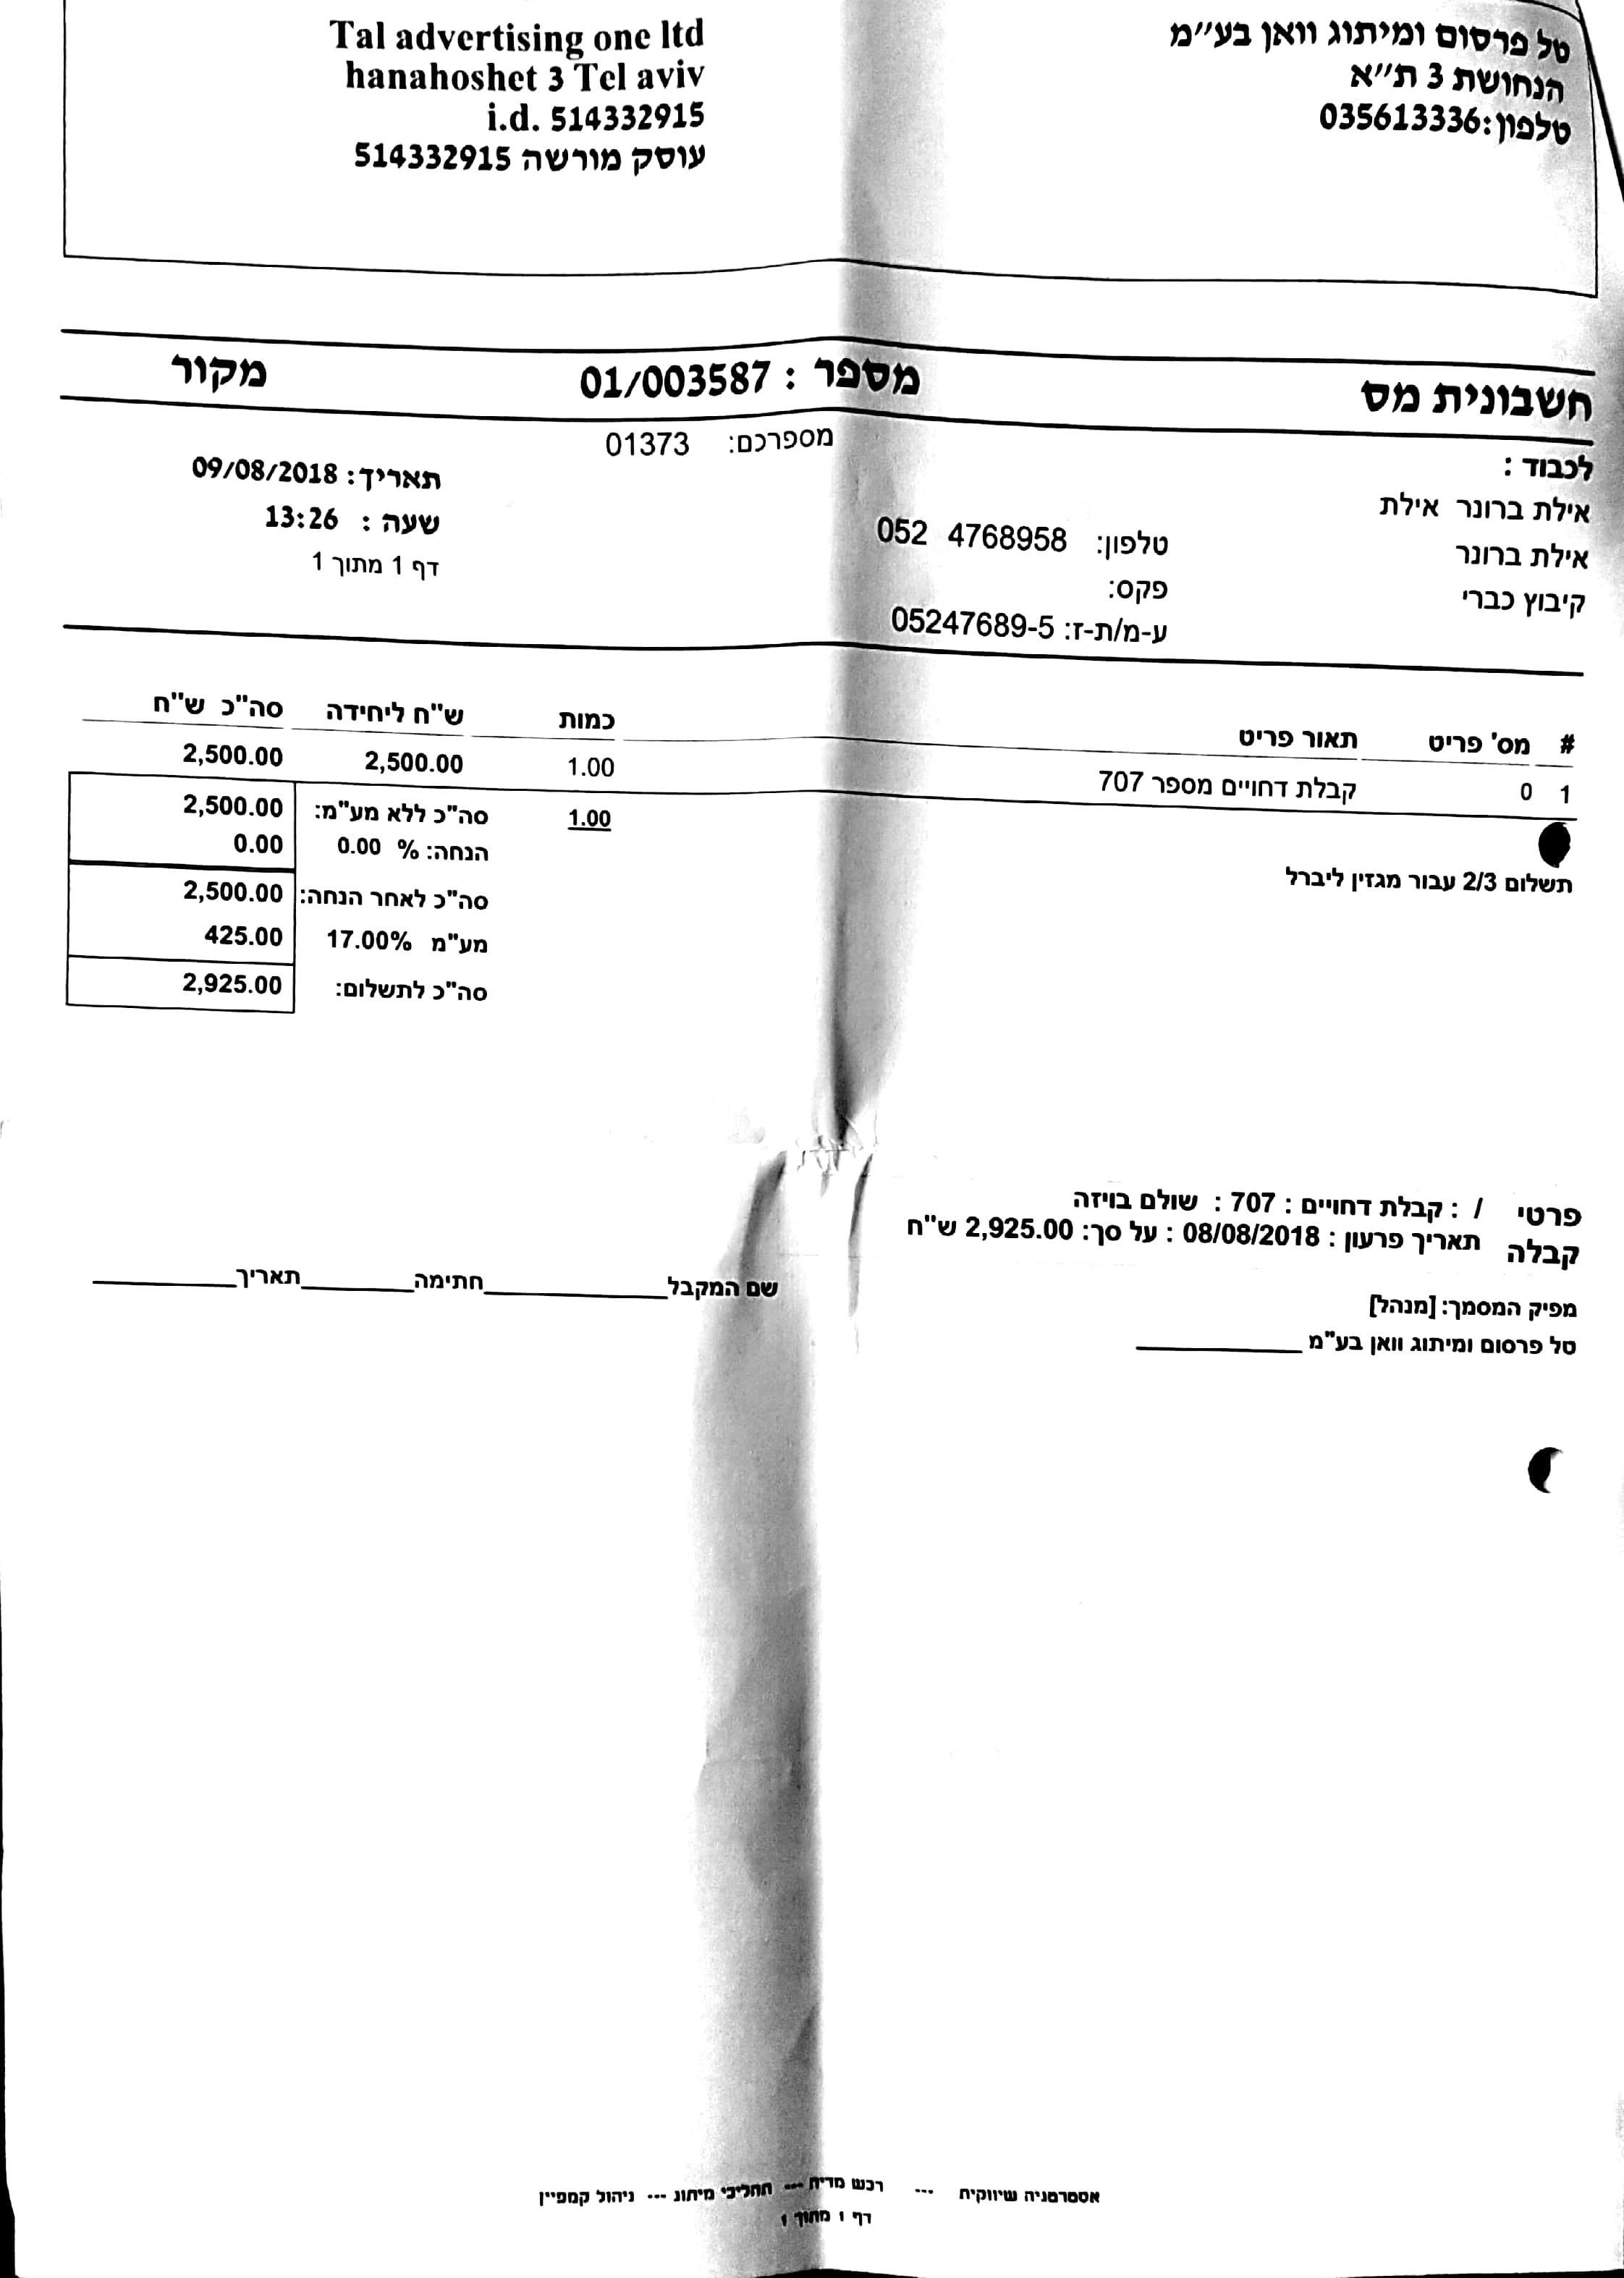 טל פרסום ומיתוג וואן בע״מ
הנחושת 3 ת״א
טלפון:035613336
Tal advertising one ltd
hanahoshet 3 Tel aviv
i.d. 514332915
עוסק מורשה 514332915
חשבונית מס מספר : 01/003587 מקור
לכבוד :
אילת ברונר אילת
אילת ברונר
קיבוץ כברי
מספרכם: 01373
טלפון: 052 4768958
פקס:
ע-מ/ת-ז: 05247689-5
תאריך: 09/08/2018
שעה : 13:26
דף 1 מתוך 1
# מס' פריט תאור פריט כמות ש"ח ליחידה סה"כ ש"ח
1 0 קבלת דחויים מספר 707 1.00 2,500.00 2,500.00
1.00 סה"כ ללא מע"מ: 2,500.00
הנחה: % 0.00 0.00
תשלום 2/3 עבור מגזין ליברל
סה"כ לאחר הנחה: 2,500.00
מע"מ 17.00% 425.00
סה"כ לתשלום: 2,925.00
פרטי / : קבלת דחויים : 707 : שולם בויזה
קבלה תאריך פרעון : 08/08/2018 : על סך: 2,925.00 ש"ח
שם המקבל____________חתימה________תאריך__________
מפיק המסמך: [מנהל]
טל פרסום ומיתוג וואן בע"מ ____________
אסטרטגיה שיווקית --- רכש מדיה --- תהליכי מיתוג --- ניהול קמפיין
דף 1 מתוך 1